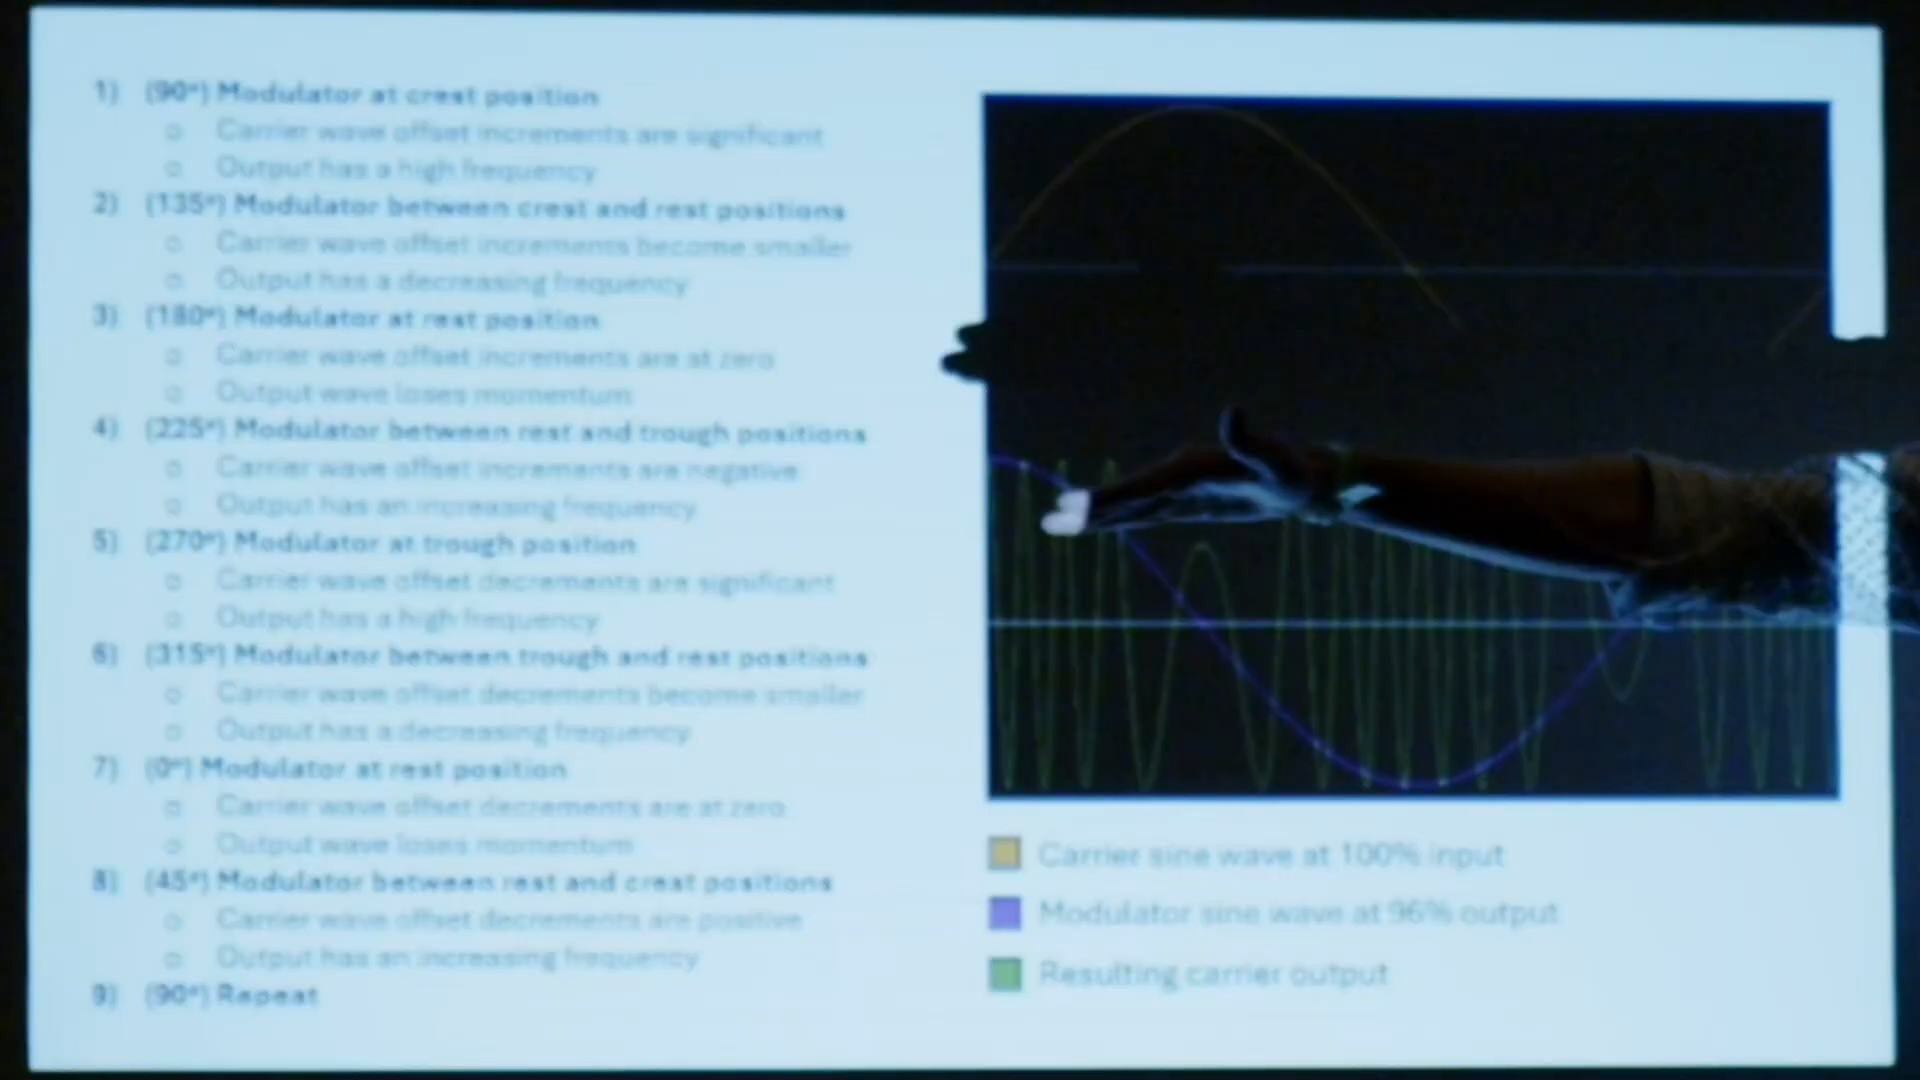 1) (90°) Modulator at crest position
o Carrier wave offset increments are significant
o Output has a high frequency
2) (135°) Modulator between crest and rest positions
o Carrier wave offset increments become smaller
o Output has a decreasing frequency
3) (180°) Modulator at rest position
o Carrier wave offset increments are at zero
o Output wave loses momentum
4) (225°) Modulator between rest and trough positions
o Carrier wave offset increments are negative
o Output has an increasing frequency
5) (270°) Modulator at trough position
o Carrier wave offset decrements are significant
o Output has a high frequency
6) (315°) Modulator between trough and rest positions
o Carrier wave offset decrements become smaller
o Output has a decreasing frequency
7) (0°) Modulator at rest position
o Carrier wave offset decrements are at zero
o Output wave loses momentum
8) (45°) Modulator between rest and crest positions
o Carrier wave offset decrements are positive
o Output has an increasing frequency
9) (90°) Repeat
Carrier sine wave at 100% input
Modulator sine wave at 96% output
Resulting carrier output